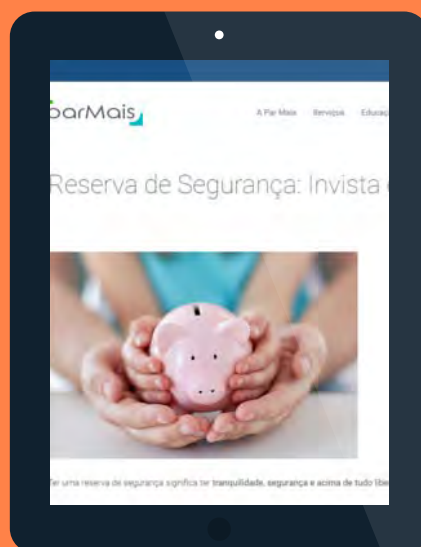 parMais
A Par Mais Serviços Educaç
Reserva de Segurança: Invista e
Ter uma reserva de segurança significa ter tranquilidade, segurança e acima de tudo libe